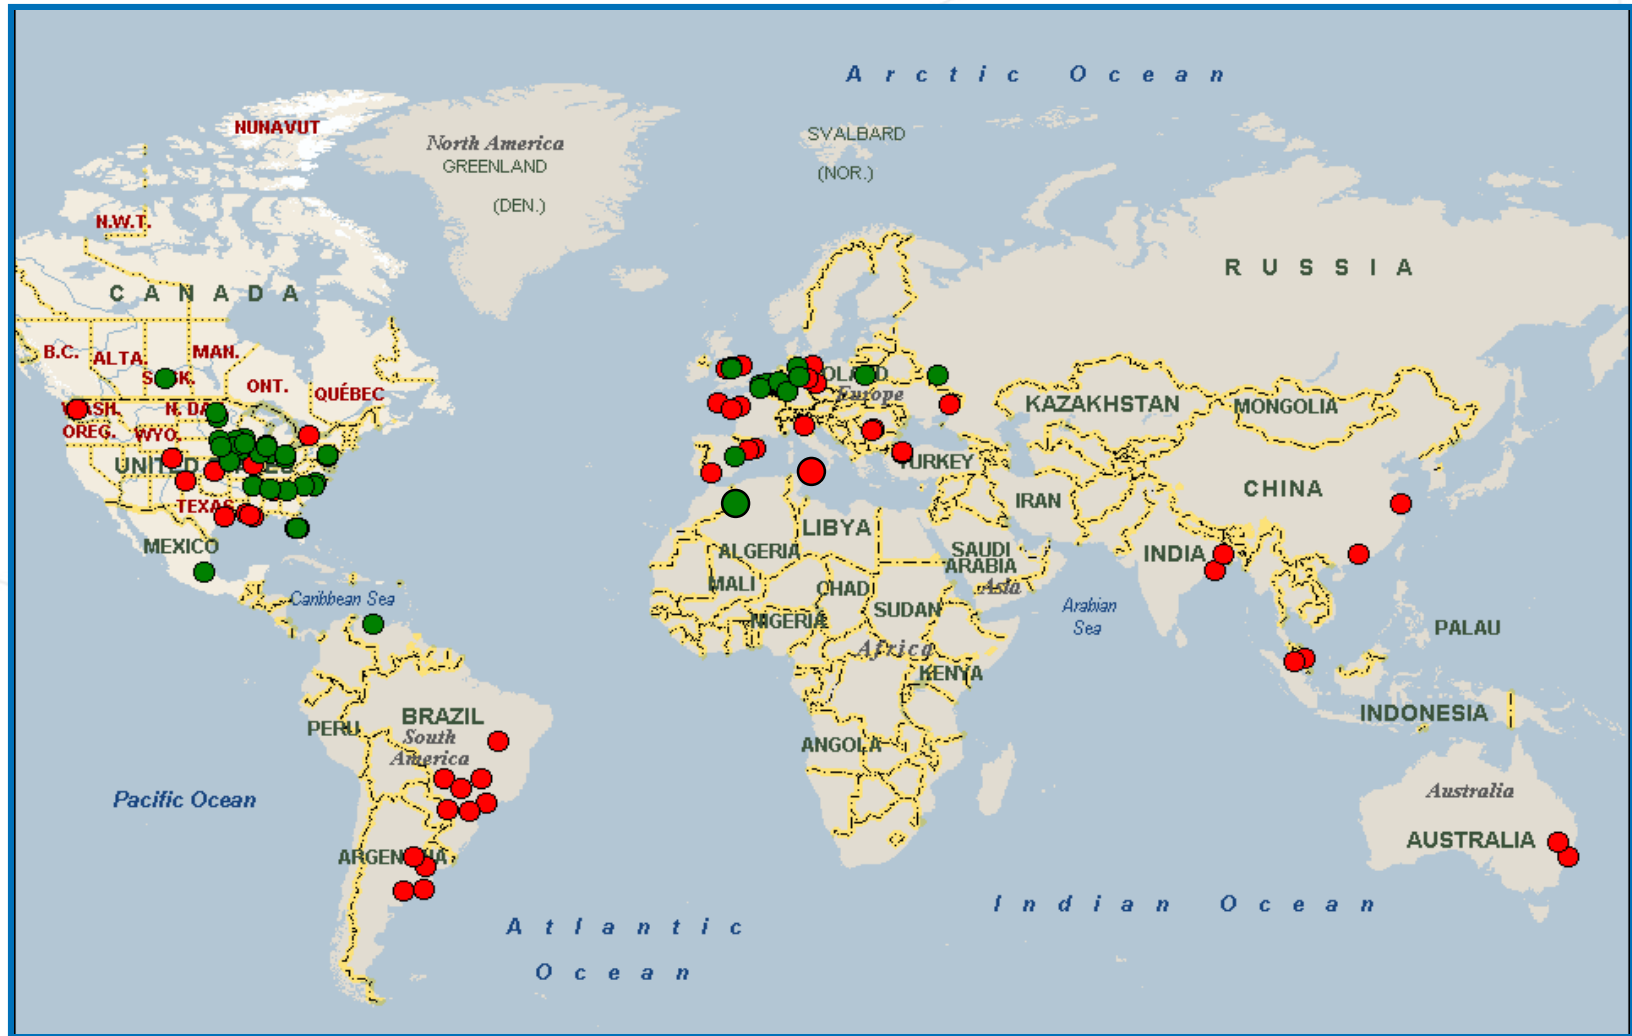 Arctic Ocean
NUNAVUT
SVALBARD
North America
GREENLAND
(NOR.)
(DEN.)
N.W.T.
RUSSIA
CANADA
B.C.
ALTA.
MAN.
SASK.
ONT.
QUÉBEC
POLAND
Europe
KAZAKHSTAN
MONGOLIA
WASH.
N. DAK.
OREG.
WYO.
UNITED STATES
TURKEY
CHINA
IRAN
TEXAS
LIBYA
MEXICO
ALGERIA
SAUDI
ARABIA
INDIA
MALI
CHAD
Asia
Caribbean Sea
SUDAN
Arabian
Sea
NIGERIA
PALAU
Africa
KENYA
BRAZIL
INDONESIA
PERU
South
America
ANGOLA
Pacific Ocean
Australia
AUSTRALIA
ARGENTINA
Indian Ocean
Atlantic
Ocean